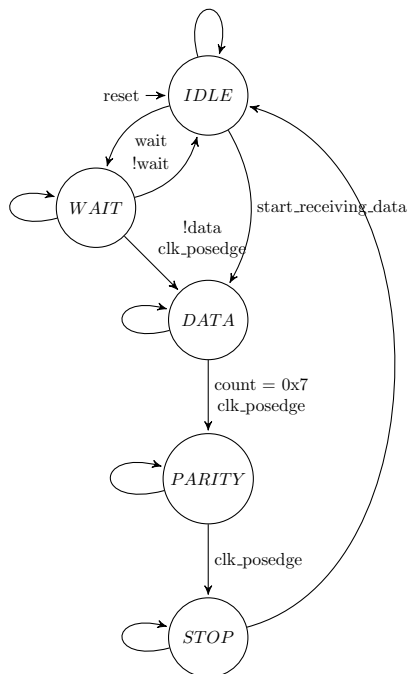 IDLE
reset
wait
!wait
WAIT
start_receiving_data
!data
clk_posedge
DATA
count = 0x7
clk_posedge
PARITY
clk_posedge
STOP